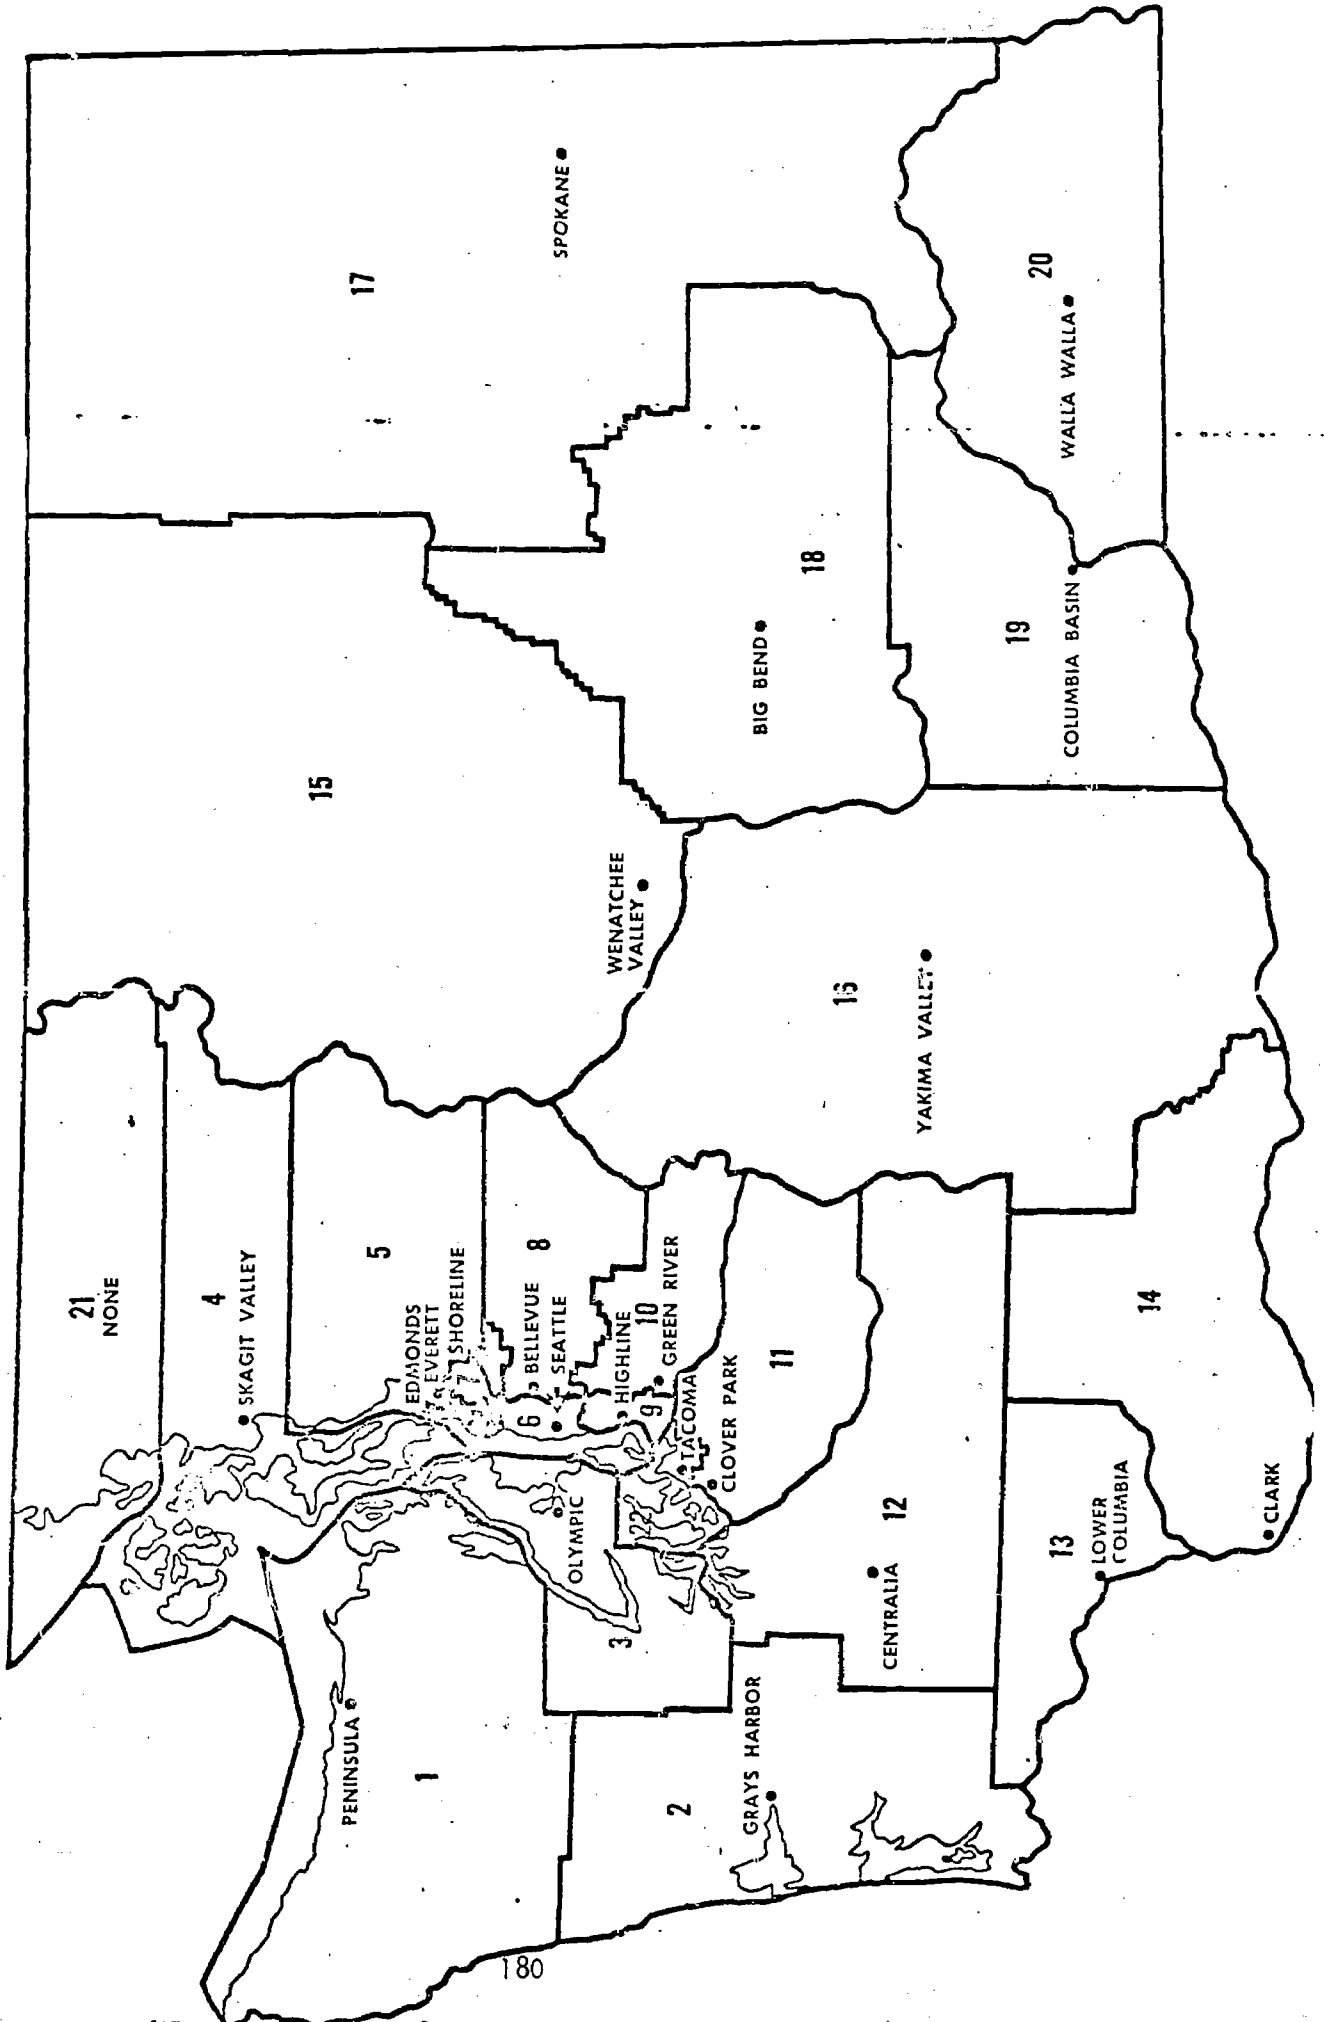 21
NONE
4
SKAGIT VALLEY
15
17
PENINSULA
5
1
EDMONDS
EVERETT
SHORELINE
6
BELLEVUE
8
SEATTLE
SPOKANE
OLYMPIC
3
HIGHLINE
22
9
10
GREEN RIVER
WENATCHEE
VALLEY
2
TACOMA
CLOVER PARK
GRAYS HARBOR
11
BIG BEND
18
16
CENTRALIA
12
YAKIMA VALLEY
19
20
13
LOWER
COLUMBIA
COLUMBIA BASIN
WALLA WALLA
14
CLARK
180